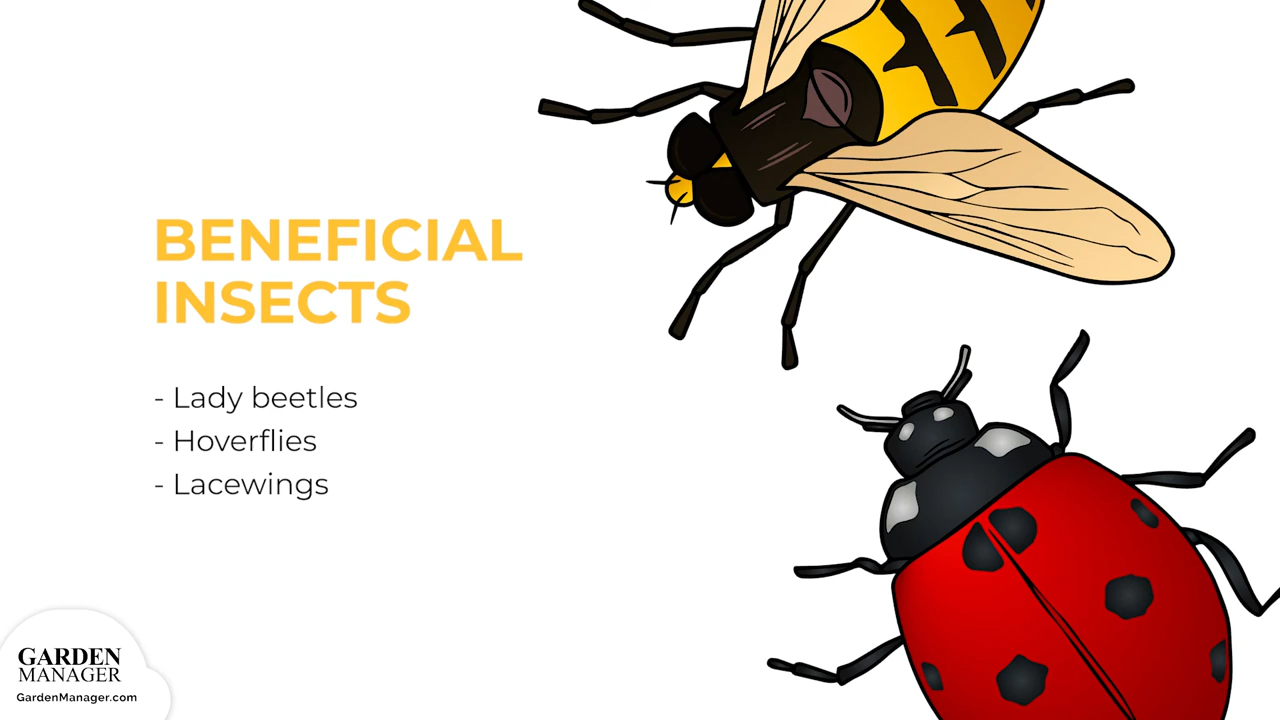 BENEFICIAL
INSECTS
- Lady beetles
- Hoverflies
- Lacewings
GARDEN
MANAGER
GardenManager.com